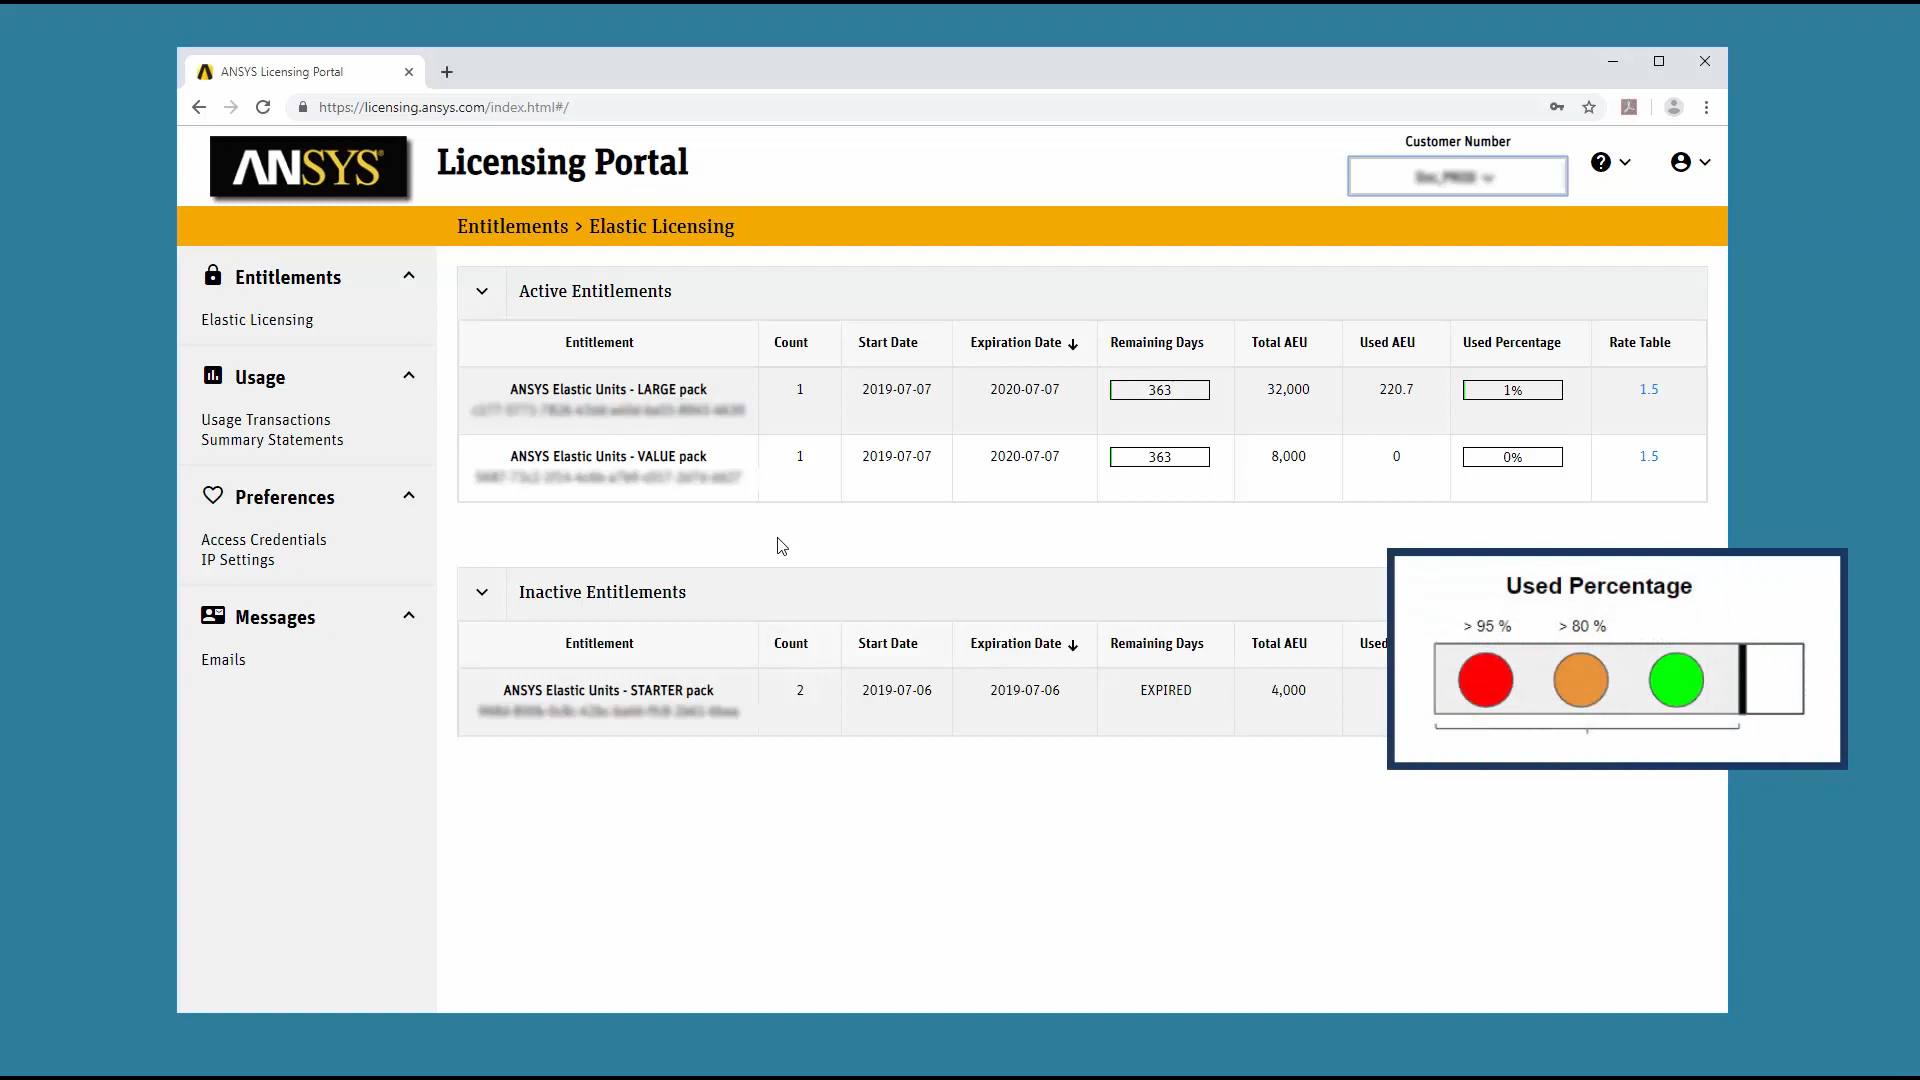 ANSYS Licensing Portal
https://licensing.ansys.com/index.html#/
ANSYS
Licensing Portal
Customer Number
Entitlements > Elastic Licensing
Entitlements
Elastic Licensing
Usage
Usage Transactions
Summary Statements
Preferences
Access Credentials
IP Settings
Messages
Emails
Active Entitlements
Entitlement Count Start Date Expiration Date Remaining Days Total AEU Used AEU Used Percentage Rate Table
ANSYS Elastic Units - LARGE pack 1 2019-07-07 2020-07-07 363 32,000 220.7 1% 1.5
ANSYS Elastic Units - VALUE pack 1 2019-07-07 2020-07-07 363 8,000 0 0% 1.5
Inactive Entitlements
Entitlement Count Start Date Expiration Date Remaining Days Total AEU Used
ANSYS Elastic Units - STARTER pack 2 2019-07-06 2019-07-06 EXPIRED 4,000
Used Percentage
> 95 % > 80 %